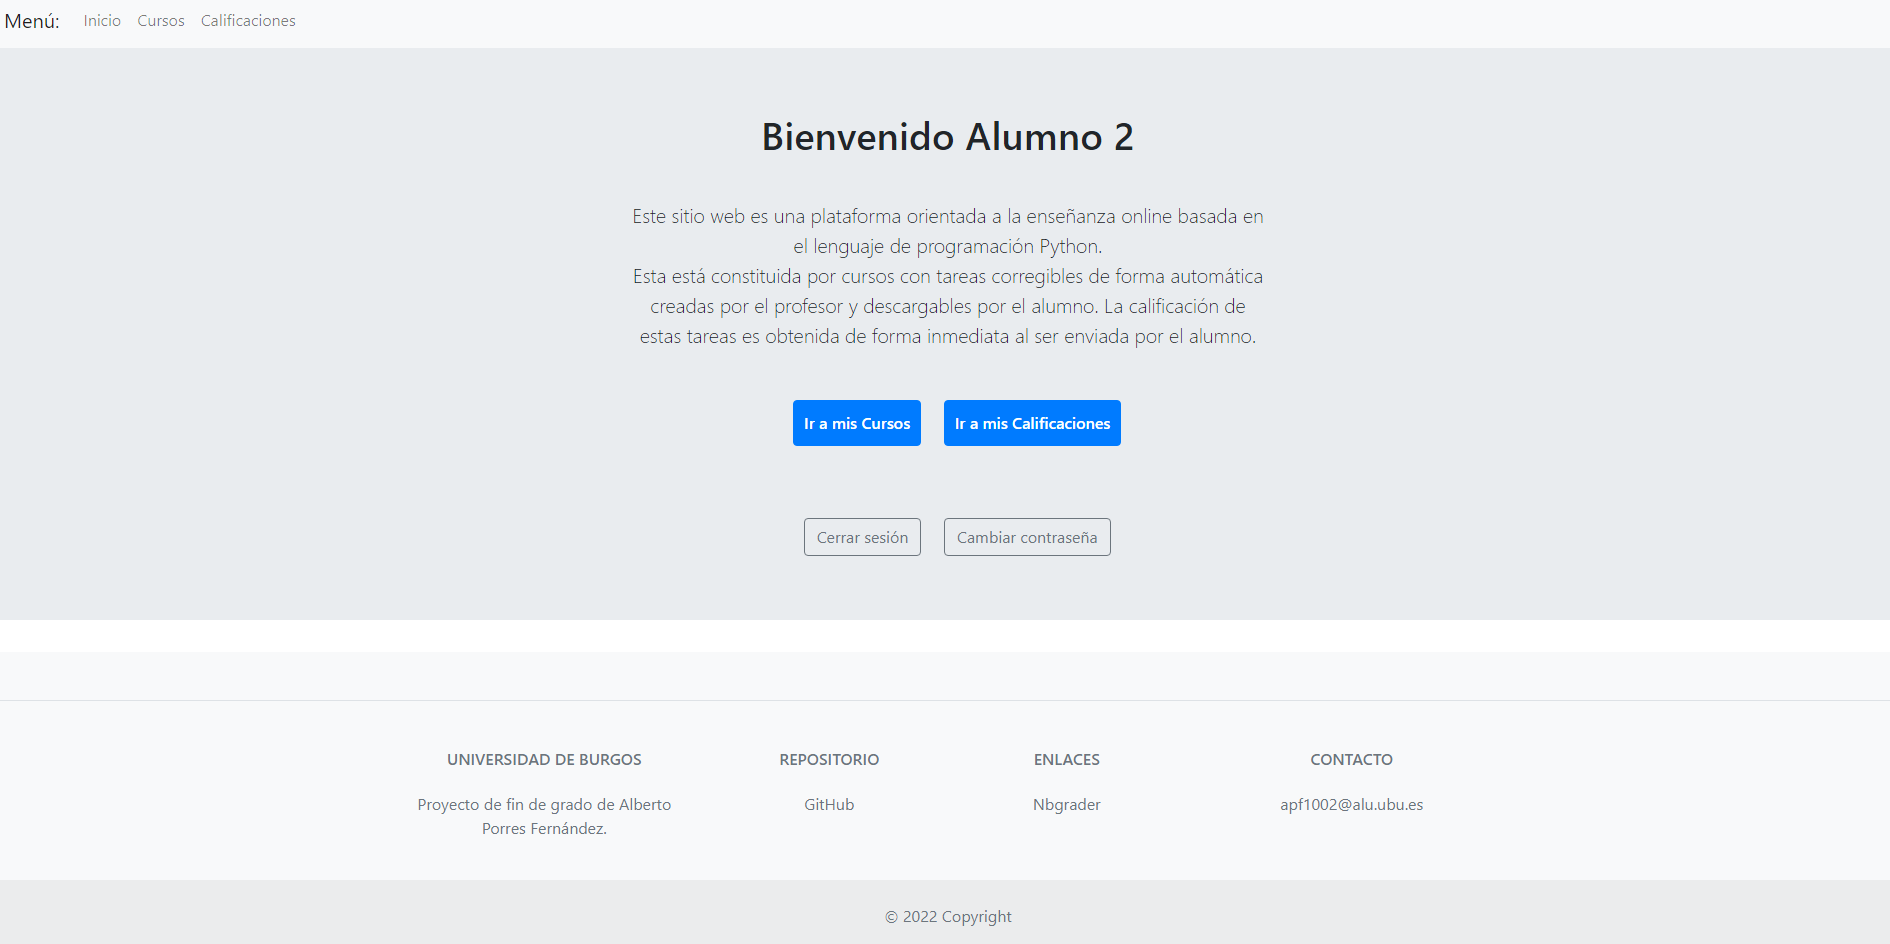 Menú: Inicio Cursos Calificaciones
Bienvenido Alumno 2
Este sitio web es una plataforma orientada a la enseñanza online basada en
el lenguaje de programación Python.
Esta está constituida por cursos con tareas corregibles de forma automática
creadas por el profesor y descargables por el alumno. La calificación de
estas tareas es obtenida de forma inmediata al ser enviada por el alumno.
Ir a mis Cursos
Ir a mis Calificaciones
Cerrar sesión
Cambiar contraseña
UNIVERSIDAD DE BURGOS
Proyecto de fin de grado de Alberto
Porres Fernández.
REPOSITORIO
GitHub
ENLACES
Nbgrader
CONTACTO
apf1002@alu.ubu.es
© 2022 Copyright